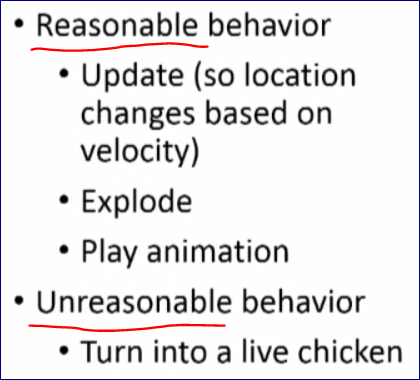 • Reasonable behavior
• Update (so location
changes based on
velocity)
• Explode
• Play animation
• Unreasonable behavior
• Turn into a live chicken